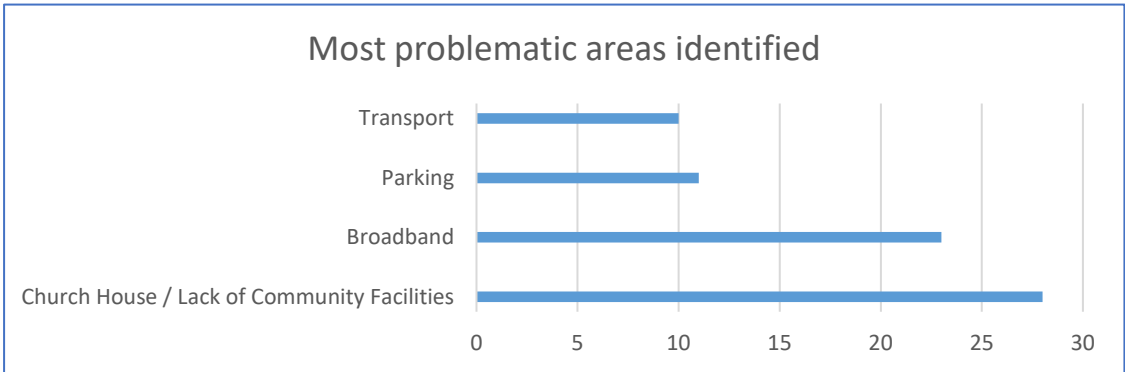 Most problematic areas identified
Transport
Parking
Broadband
Church House / Lack of Community Facilities
0 5 10 15 20 25 30